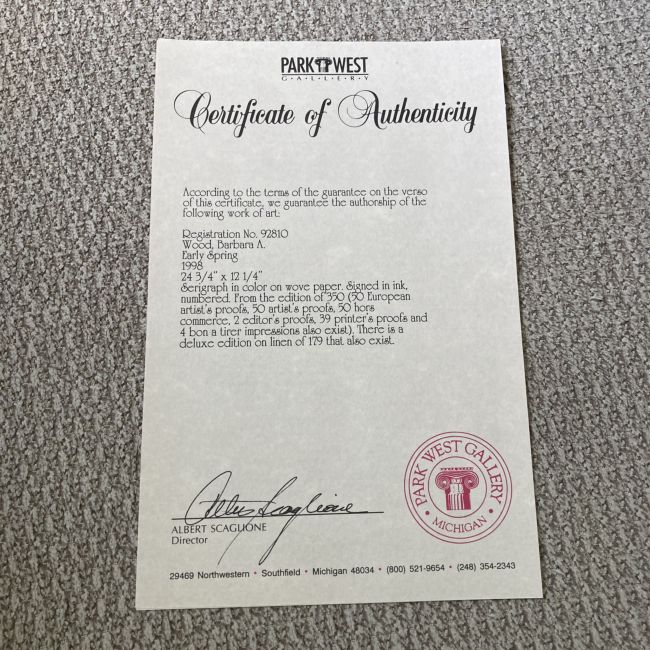 PARK WEST
G·A·L·L·E·R·Y
Certificate of Authenticity
According to the terms of the guarantee on the verso
of this certificate, we guarantee the authorship of the
following work of art:
Registration No. 92810
Wood, Barbara A.
Early Spring
1998
24 3/4" x 12 1/4"
Serigraph in color on wove paper. Signed in ink,
numbered. From the edition of 350 (50 European
artist's proofs, 50 artist's proofs, 50 hors
commerce, 2 editor's proofs, 39 printer's proofs and
4 bon a tirer impressions also exist). There is a
deluxe edition on linen of 179 that also exist.
Albert Scaglione
ALBERT SCAGLIONE
Director
PARK WEST GALLERY
• MICHIGAN •
29469 Northwestern • Southfield • Michigan 48034 • (800) 521-9654 • (248) 354-2343